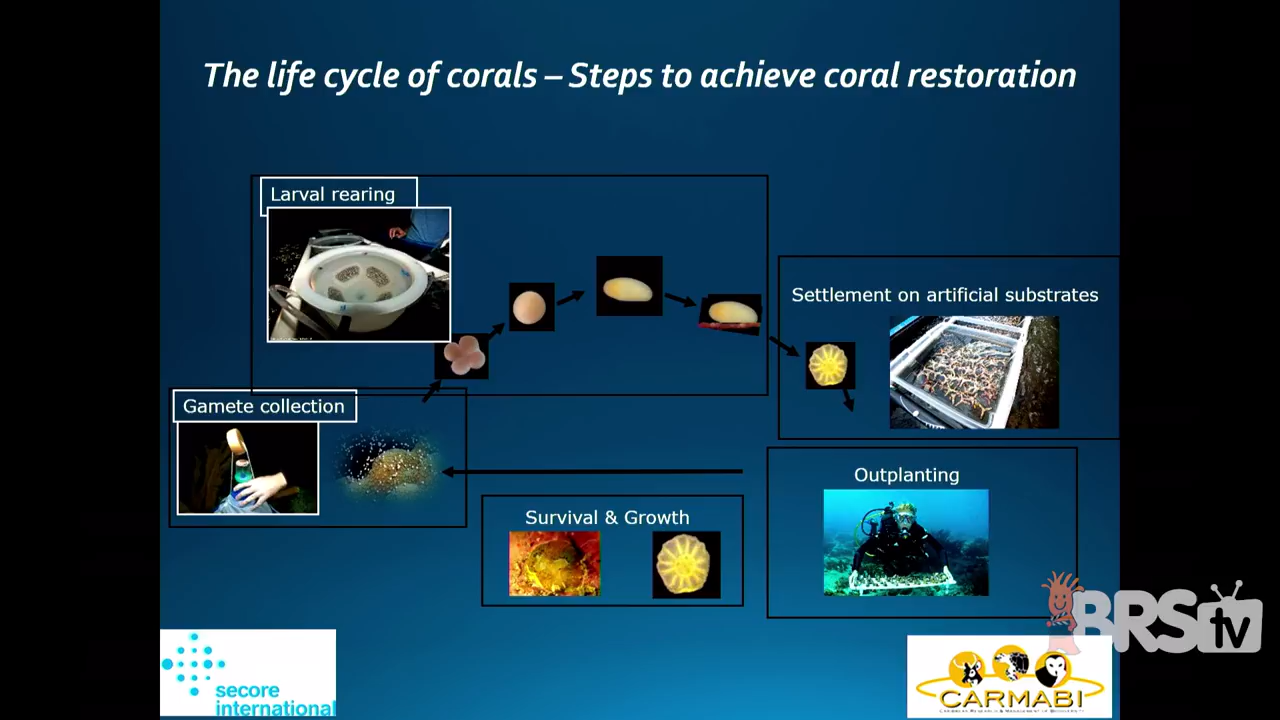 The life cycle of corals – Steps to achieve coral restoration
Larval rearing
Settlement on artificial substrates
Gamete collection
Outplanting
Survival & Growth
BRStv
secore
international
CARMABI